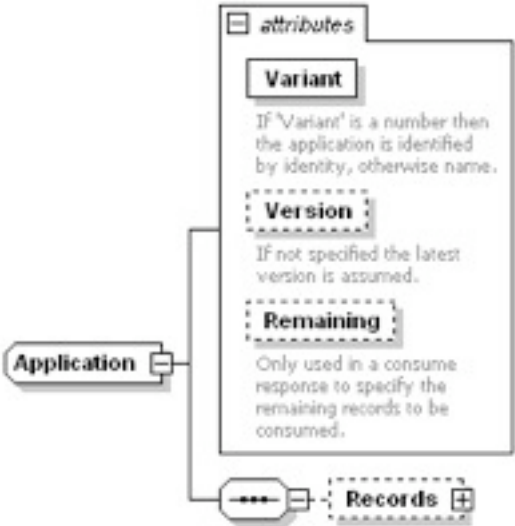 attributes
Variant
If 'Variant' is a number then
the application is identified
by identity, otherwise name.
Version
If not specified the latest
version is assumed.
Remaining
Only used in a consume
response to specify the
remaining records to be
consumed.
Application
Records